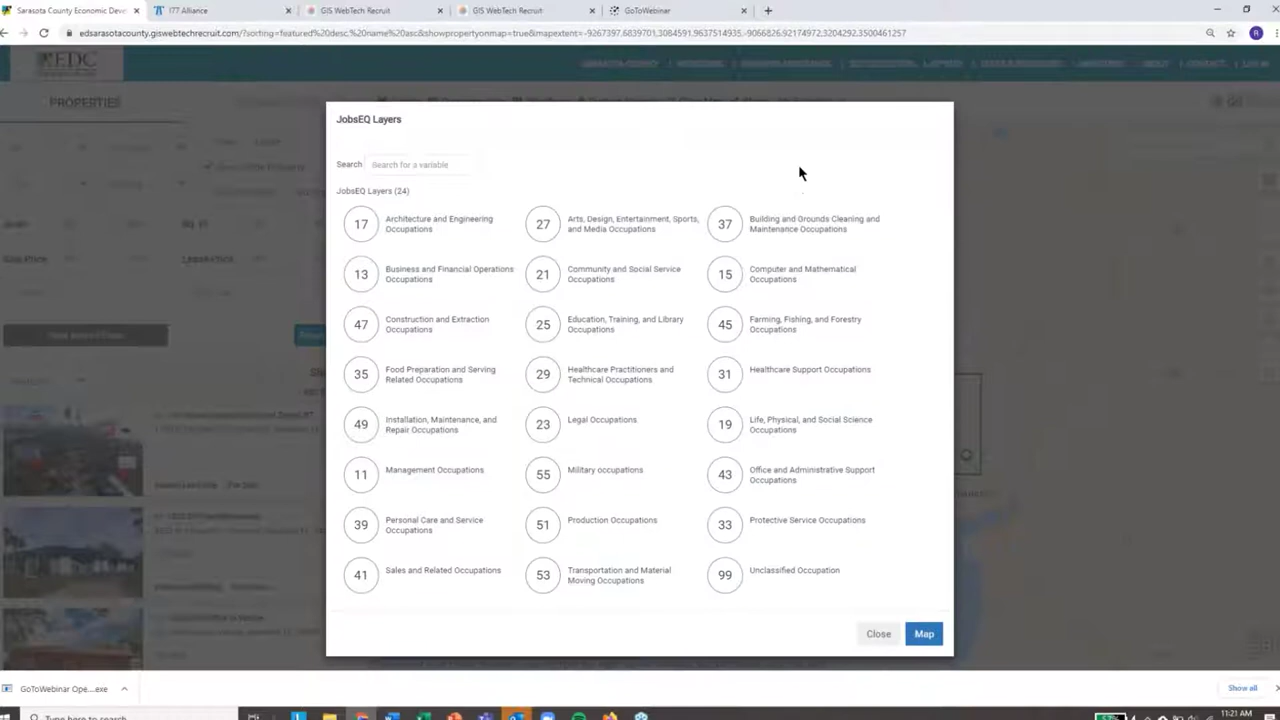 Sarasota County Economic Deve
I77 Alliance
GIS WebTech Recruit
GIS WebTech Recruit
GoToWebinar
edsarasotacounty.giswebtechrecruit.com/?sorting=featured%20desc,%20name%20asc&showpropertyonmap=true&mapextent=-9267397.6839701,3084591.9637514935,-9066826.92174972,3204292.3500461257
R
EDC
PROPERTIES
JobsEQ Layers
Search
Search for a variable
JobsEQ Layers (24)
17
Architecture and Engineering
Occupations
27
Arts, Design, Entertainment, Sports,
and Media Occupations
37
Building and Grounds Cleaning and
Maintenance Occupations
13
Business and Financial Operations
Occupations
21
Community and Social Service
Occupations
15
Computer and Mathematical
Occupations
47
Construction and Extraction
Occupations
25
Education, Training, and Library
Occupations
45
Farming, Fishing, and Forestry
Occupations
35
Food Preparation and Serving
Related Occupations
29
Healthcare Practitioners and
Technical Occupations
31
Healthcare Support Occupations
49
Installation, Maintenance, and
Repair Occupations
23
Legal Occupations
19
Life, Physical, and Social Science
Occupations
11
Management Occupations
55
Military occupations
43
Office and Administrative Support
Occupations
39
Personal Care and Service
Occupations
51
Production Occupations
33
Protective Service Occupations
41
Sales and Related Occupations
53
Transportation and Material
Moving Occupations
99
Unclassified Occupation
Close
Map
GoToWebinar Ope....exe
Show all
Type here to search
11:21 AM